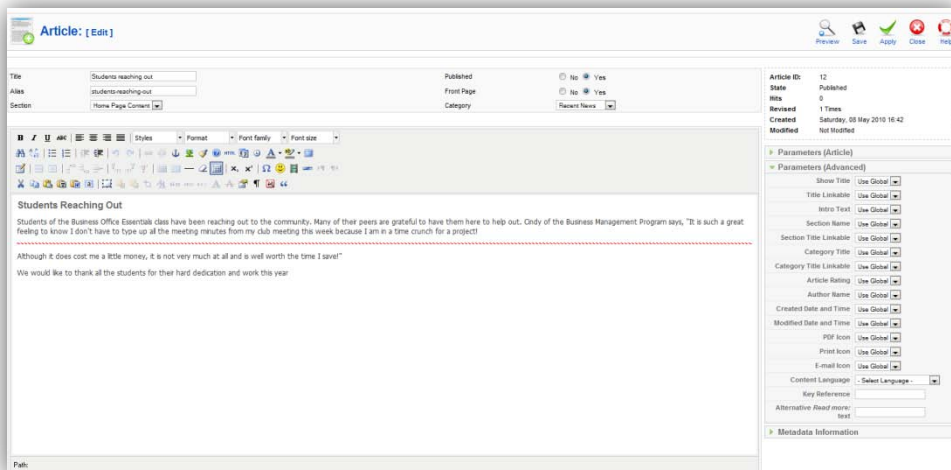 Article: [ Edit ]
Preview Save Apply Close Help
Title Students reaching out Published No Yes
Alias students-reaching-out Front Page No Yes
Section Home Page Content Category Recent News
Article ID: 12
State Published
Hits 0
Revised 1 Times
Created Saturday, 08 May 2010 16:42
Modified Not Modified
B I U ABC Styles Format Font family Font size
HTML
Students Reaching Out
Students of the Business Office Essentials class have been reaching out to the community. Many of their peers are grateful to have them here to help out. Cindy of the Business Management Program says, "It is such a great
feeling to know I don't have to type up all the meeting minutes from my club meeting this week because I am in a time crunch for a project!
Although it does cost me a little money, it is not very much at all and is well worth the time I save!"
We would like to thank all the students for their hard dedication and work this year
Path:
Parameters (Article)
Parameters (Advanced)
Show Title Use Global
Title Linkable Use Global
Intro Text Use Global
Section Name Use Global
Section Title Linkable Use Global
Category Title Use Global
Category Title Linkable Use Global
Article Rating Use Global
Author Name Use Global
Created Date and Time Use Global
Modified Date and Time Use Global
PDF Icon Use Global
Print Icon Use Global
E-mail Icon Use Global
Content Language - Select Language -
Key Reference
Alternative Read more:
text
Metadata Information